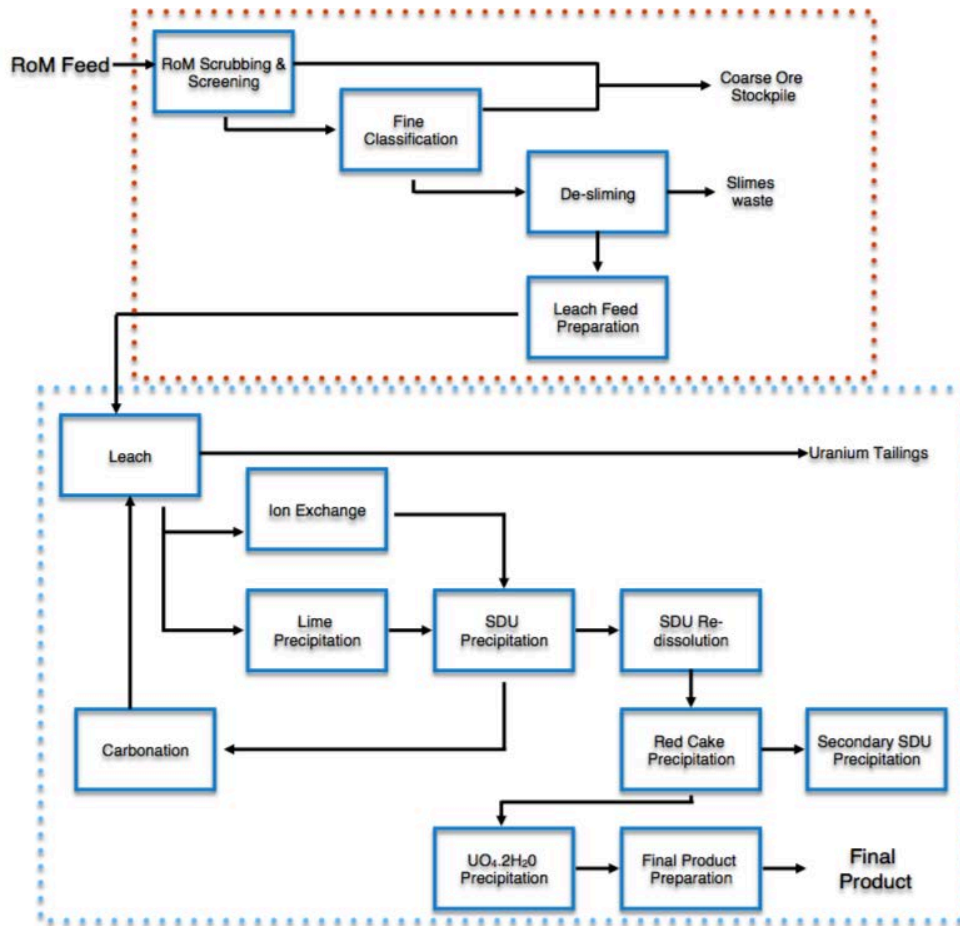 RoM Feed
RoM Scrubbing &
Screening
Coarse Ore
Stockpile
Fine
Classification
De-sliming
Slimes
waste
Leach Feed
Preparation
Leach
Uranium Tailings
Ion Exchange
Lime
Precipitation
SDU
Precipitation
SDU Re-
dissolution
Carbonation
Red Cake
Precipitation
Secondary SDU
Precipitation
UO₄.2H₂0
Precipitation
Final Product
Preparation
Final
Product